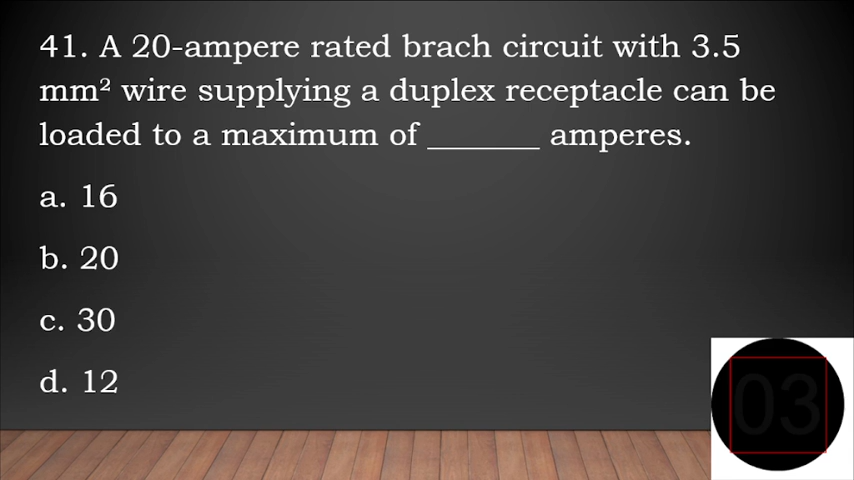 41. A 20-ampere rated brach circuit with 3.5
mm² wire supplying a duplex receptacle can be
loaded to a maximum of _______ amperes.
a. 16
b. 20
c. 30
d. 12
03